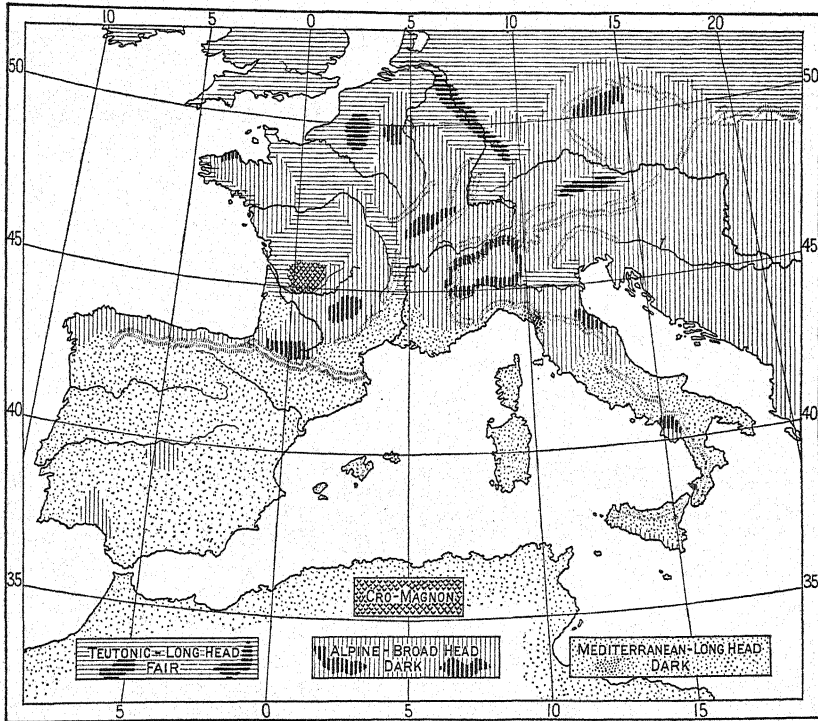 10 5 0 5 10 15 20
50 50
45 45
40 40
35 35
CRO-MAGNON
TEUTONIC-LONG-HEAD
FAIR
ALPINE-BROAD HEAD
DARK
MEDITERRANEAN-LONG HEAD
DARK
5 0 5 10 15